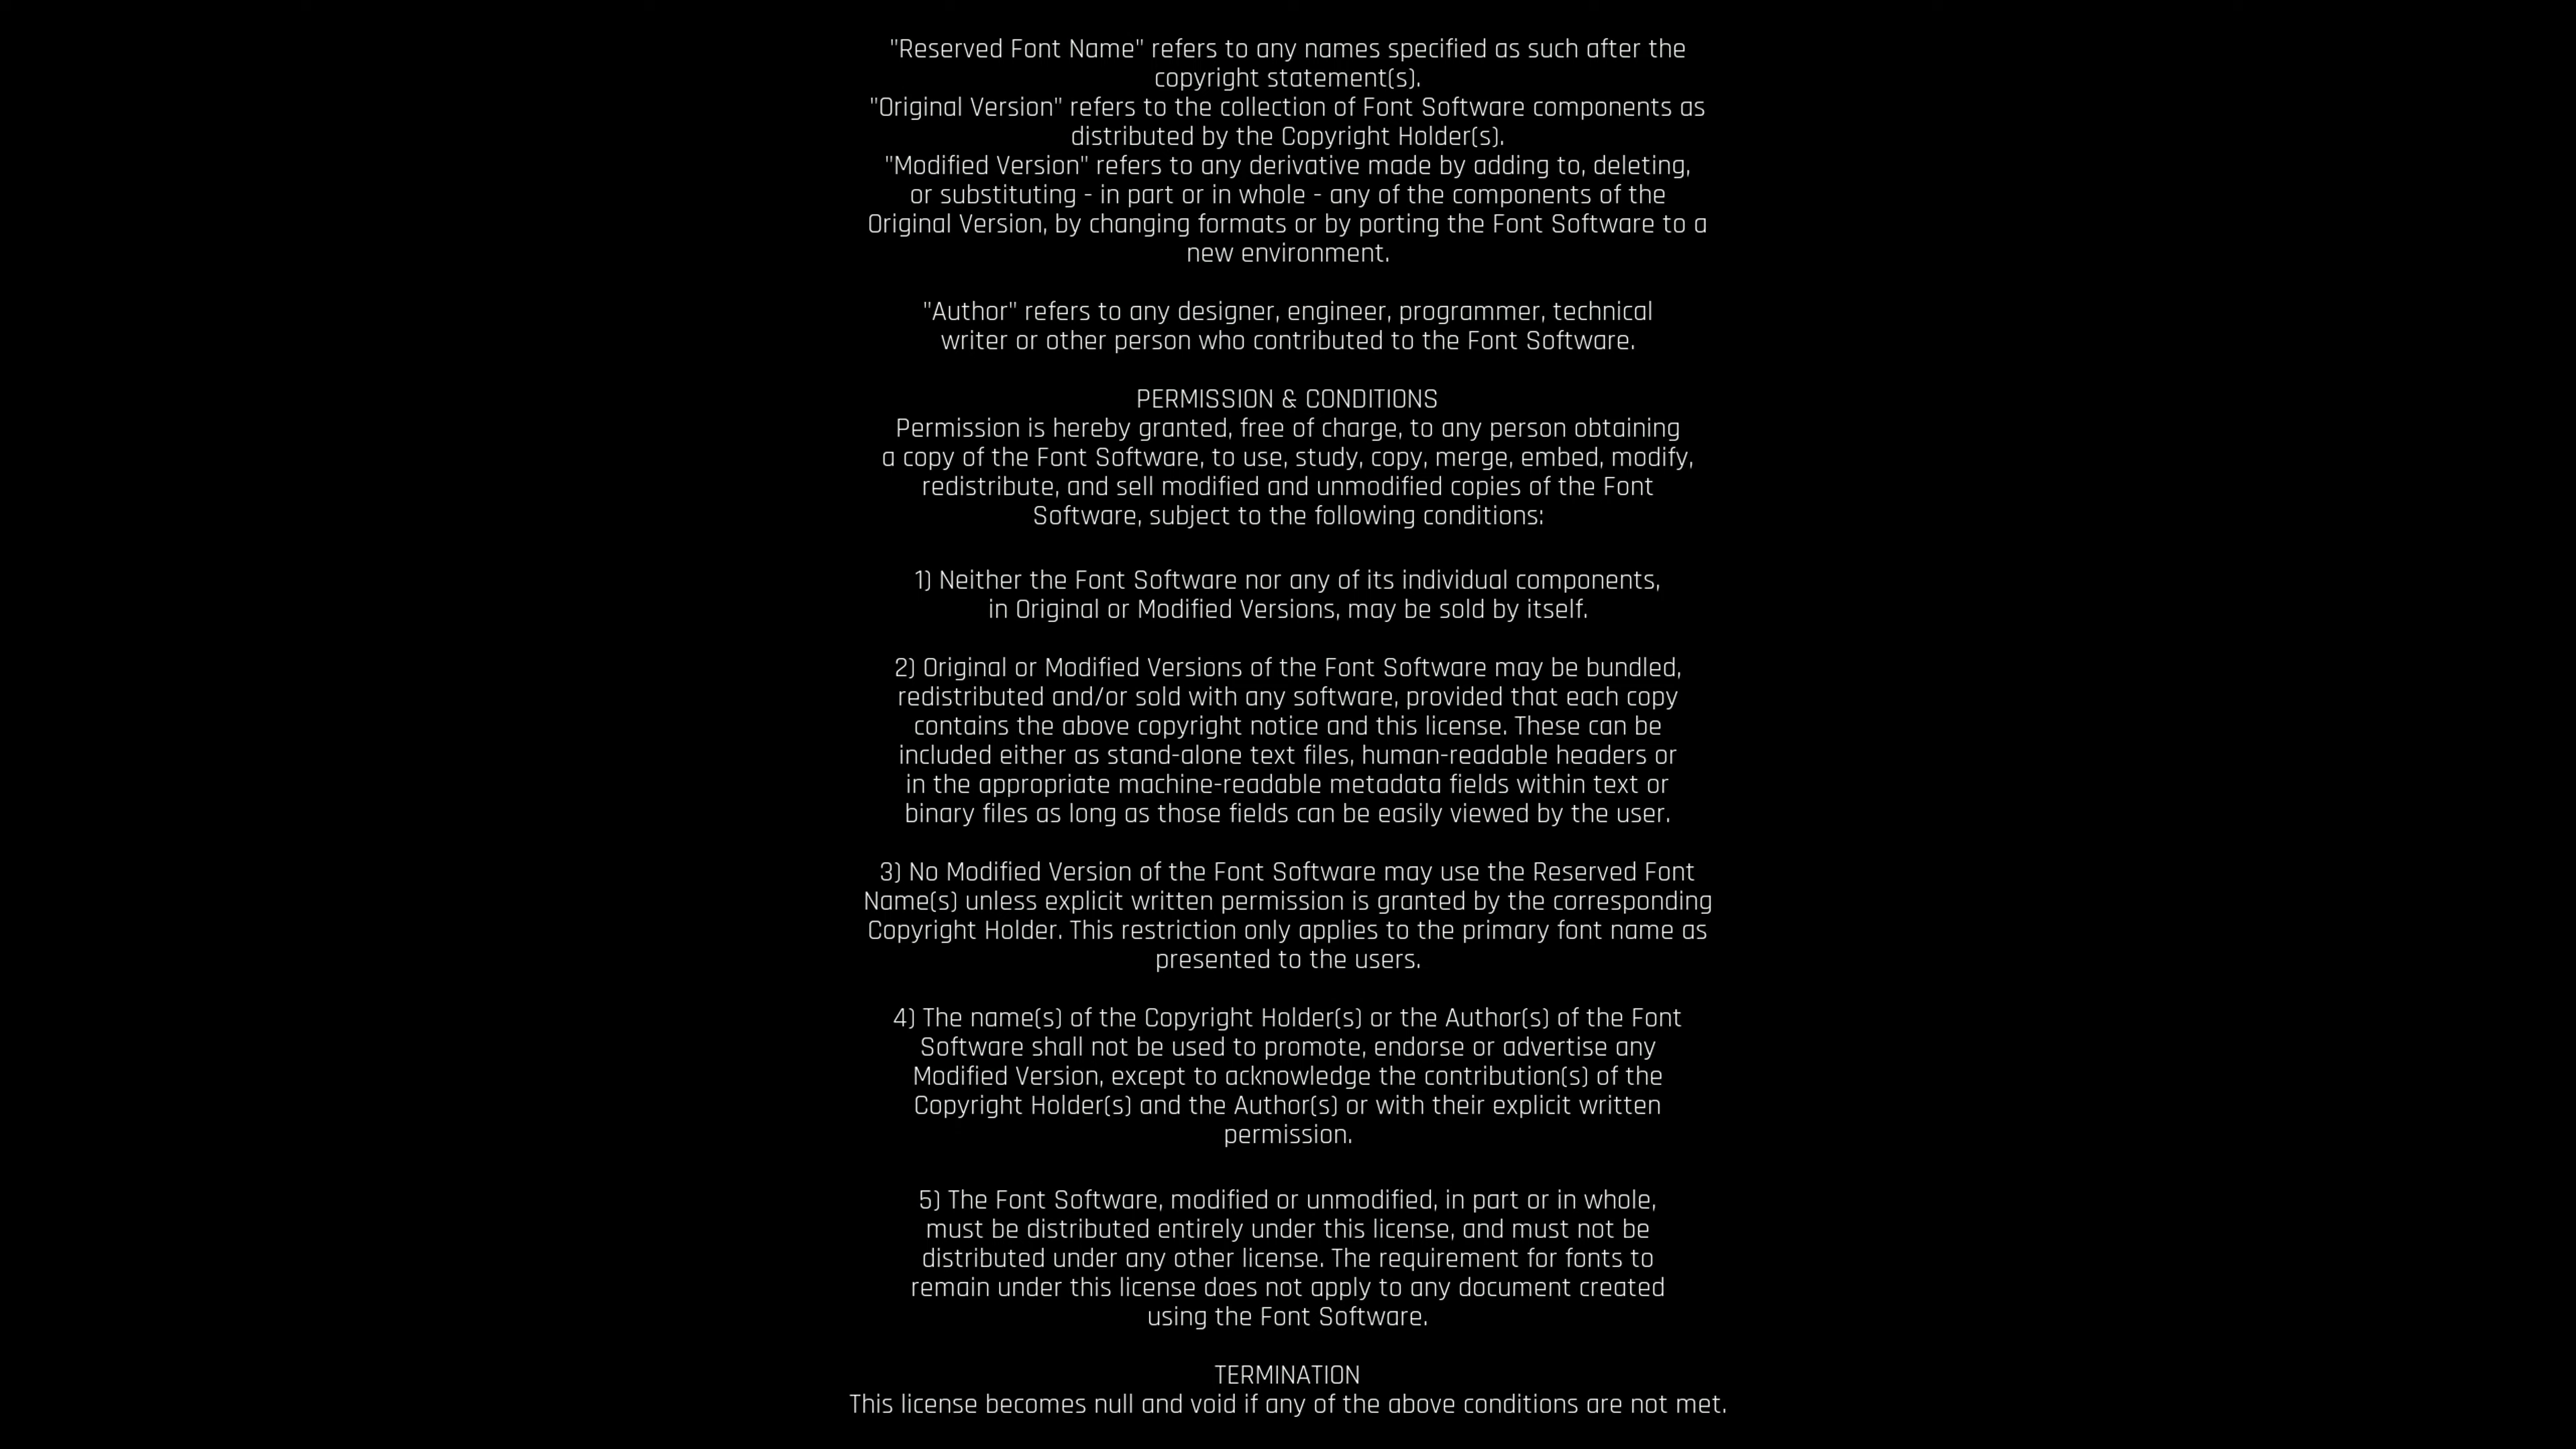 "Reserved Font Name" refers to any names specified as such after the
copyright statement(s).
"Original Version" refers to the collection of Font Software components as
distributed by the Copyright Holder(s).
"Modified Version" refers to any derivative made by adding to, deleting,
or substituting - in part or in whole - any of the components of the
Original Version, by changing formats or by porting the Font Software to a
new environment.
"Author" refers to any designer, engineer, programmer, technical
writer or other person who contributed to the Font Software.
PERMISSION & CONDITIONS
Permission is hereby granted, free of charge, to any person obtaining
a copy of the Font Software, to use, study, copy, merge, embed, modify,
redistribute, and sell modified and unmodified copies of the Font
Software, subject to the following conditions:
1) Neither the Font Software nor any of its individual components,
in Original or Modified Versions, may be sold by itself.
2) Original or Modified Versions of the Font Software may be bundled,
redistributed and/or sold with any software, provided that each copy
contains the above copyright notice and this license. These can be
included either as stand-alone text files, human-readable headers or
in the appropriate machine-readable metadata fields within text or
binary files as long as those fields can be easily viewed by the user.
3) No Modified Version of the Font Software may use the Reserved Font
Name(s) unless explicit written permission is granted by the corresponding
Copyright Holder. This restriction only applies to the primary font name as
presented to the users.
4) The name(s) of the Copyright Holder(s) or the Author(s) of the Font
Software shall not be used to promote, endorse or advertise any
Modified Version, except to acknowledge the contribution(s) of the
Copyright Holder(s) and the Author(s) or with their explicit written
permission.
5) The Font Software, modified or unmodified, in part or in whole,
must be distributed entirely under this license, and must not be
distributed under any other license. The requirement for fonts to
remain under this license does not apply to any document created
using the Font Software.
TERMINATION
This license becomes null and void if any of the above conditions are not met.